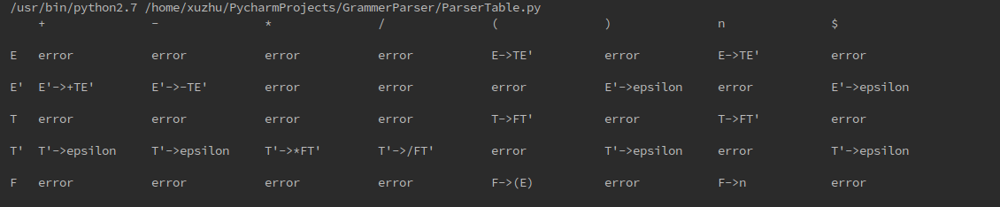 /usr/bin/python2.7 /home/xuzhu/PycharmProjects/GrammerParser/ParserTable.py
+ - * / ( ) n $
E error error error error E->TE' error E->TE' error
E' E'->+TE' E'->-TE' error error error E'->epsilon error E'->epsilon
T error error error error T->FT' error T->FT' error
T' T'->epsilon T'->epsilon T'->*FT' T'->/FT' error T'->epsilon error T'->epsilon
F error error error error F->(E) error F->n error